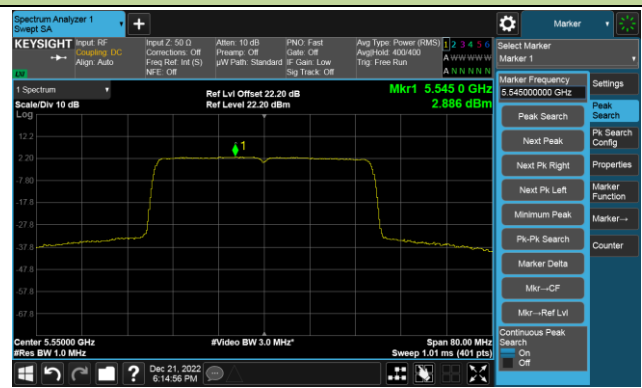 Spectrum Analyzer 1
Swept SA
Marker
KEYSIGHT Input: RF Input Z: 50 Ω Atten: 10 dB PNO: Fast Avg Type: Power (RMS) 1 2 3 4 5 6
Coupling: DC Corrections: Off Preamp: Off Gate: Off Avg|Hold: 400/400 A W W W W W
Align: Auto Freq Ref: Int (S) µW Path: Standard IF Gain: Low Trig: Free Run
NFE: Off Sig Track: Off A N N N N N
Select Marker
Marker 1
1 Spectrum
Scale/Div 10 dB
Log
Ref Lvl Offset 22.20 dB
Ref Level 22.20 dBm
Mkr1 5.545 0 GHz
2.886 dBm
1
12.2
2.20
-7.80
-17.8
-27.8
-37.8
-47.8
-57.8
-67.8
Center 5.55000 GHz #Video BW 3.0 MHz* Span 80.00 MHz
#Res BW 1.0 MHz Sweep 1.01 ms (401 pts)
Marker Frequency
5.545000000 GHz
Peak Search
Next Peak
Next Pk Right
Next Pk Left
Minimum Peak
Pk-Pk Search
Marker Delta
Mkr→CF
Mkr→Ref Lvl
Continuous Peak
Search
On
Off
Settings
Peak
Search
Pk Search
Config
Properties
Marker
Function
Marker→
Counter
Dec 21, 2022
6:14:56 PM